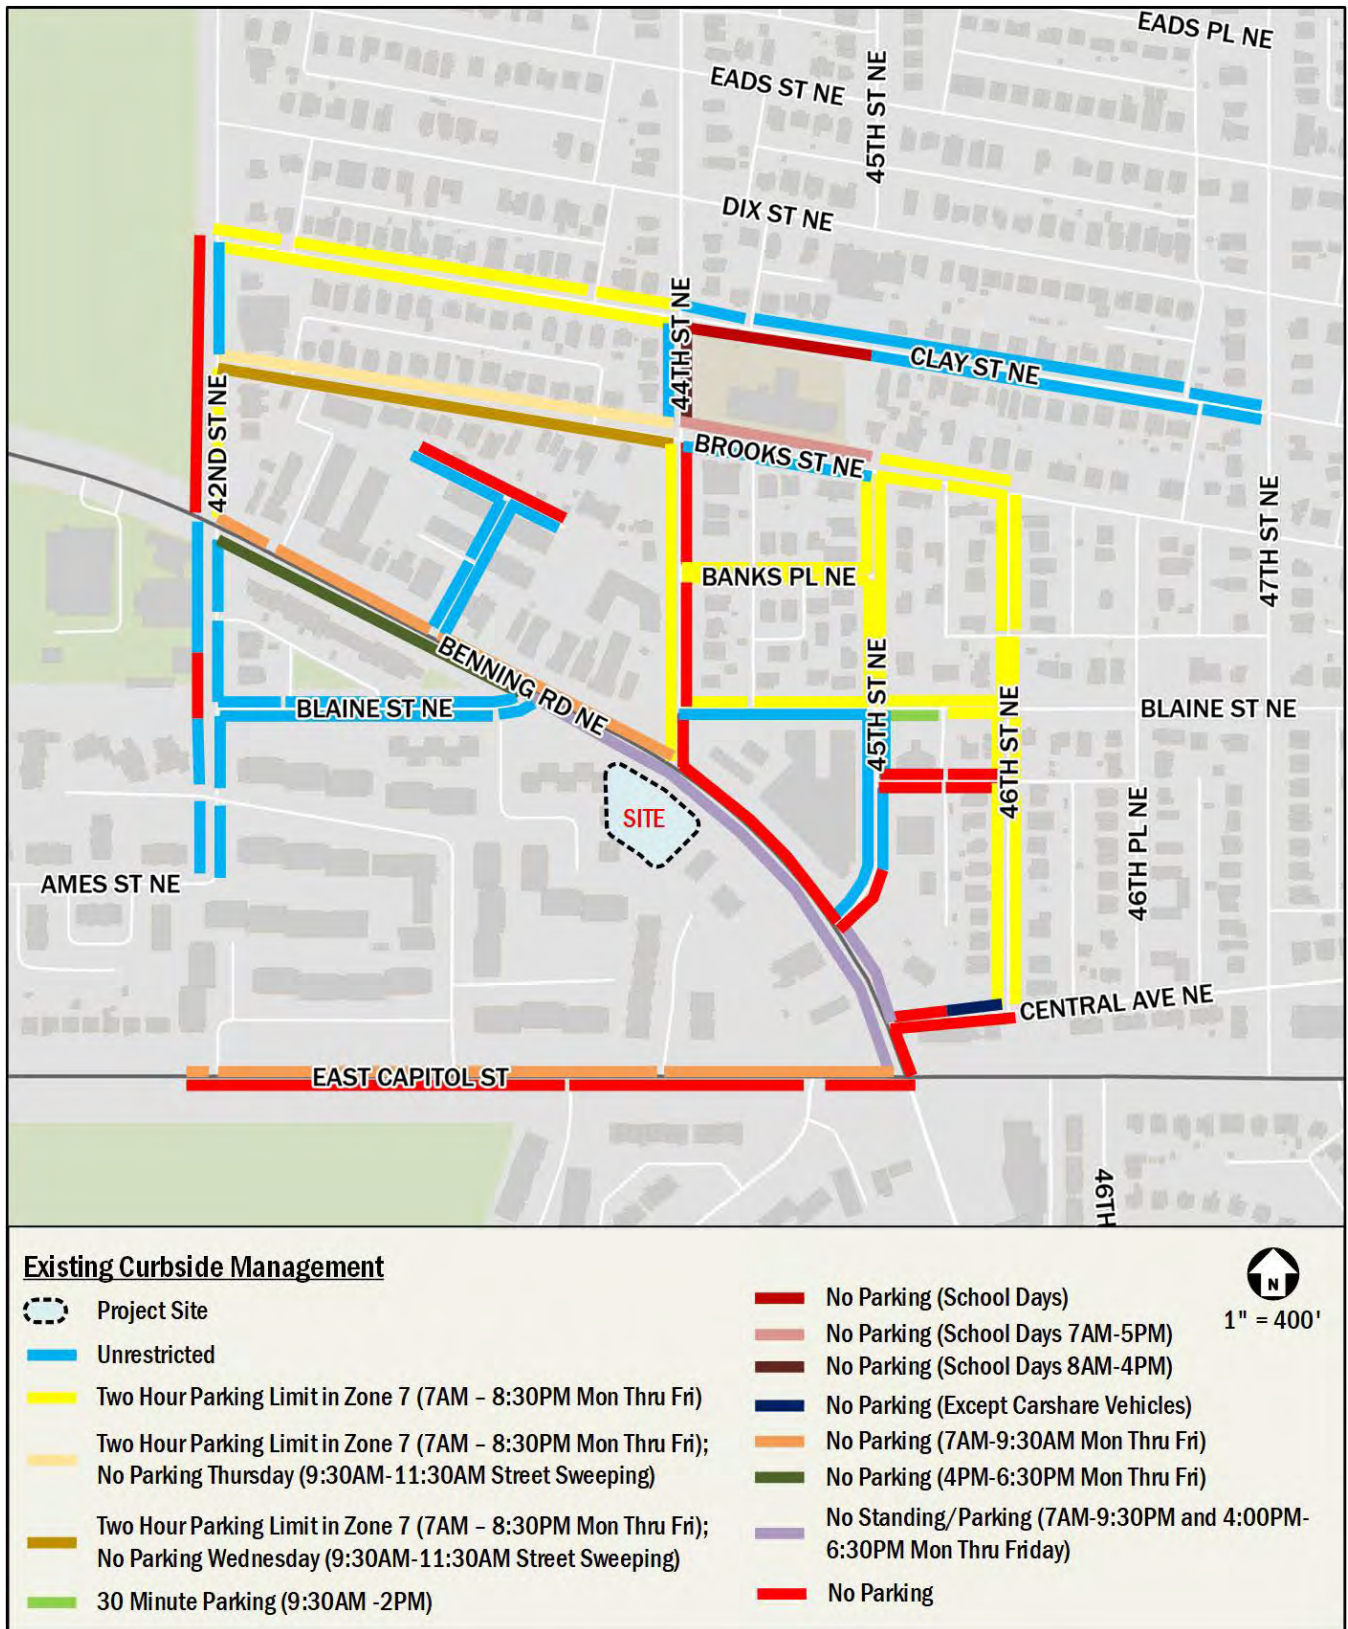 EADS PL NE
EADS ST NE
45TH ST NE
DIX ST NE
44TH ST NE
CLAY ST NE
42ND ST NE
BROOKS ST NE
47TH ST NE
BANKS PL NE
BENNING RD NE
45TH ST NE
BLAINE ST NE
46TH ST NE
BLAINE ST NE
SITE
46TH PL NE
AMES ST NE
CENTRAL AVE NE
EAST CAPITOL ST
46TH
Existing Curbside Management
Project Site
Unrestricted
Two Hour Parking Limit in Zone 7 (7AM – 8:30PM Mon Thru Fri)
Two Hour Parking Limit in Zone 7 (7AM – 8:30PM Mon Thru Fri);
No Parking Thursday (9:30AM-11:30AM Street Sweeping)
Two Hour Parking Limit in Zone 7 (7AM – 8:30PM Mon Thru Fri);
No Parking Wednesday (9:30AM-11:30AM Street Sweeping)
30 Minute Parking (9:30AM -2PM)
No Parking (School Days)
No Parking (School Days 7AM-5PM)
No Parking (School Days 8AM-4PM)
No Parking (Except Carshare Vehicles)
No Parking (7AM-9:30AM Mon Thru Fri)
No Parking (4PM-6:30PM Mon Thru Fri)
No Standing/Parking (7AM-9:30PM and 4:00PM-
6:30PM Mon Thru Friday)
No Parking
N
1" = 400'